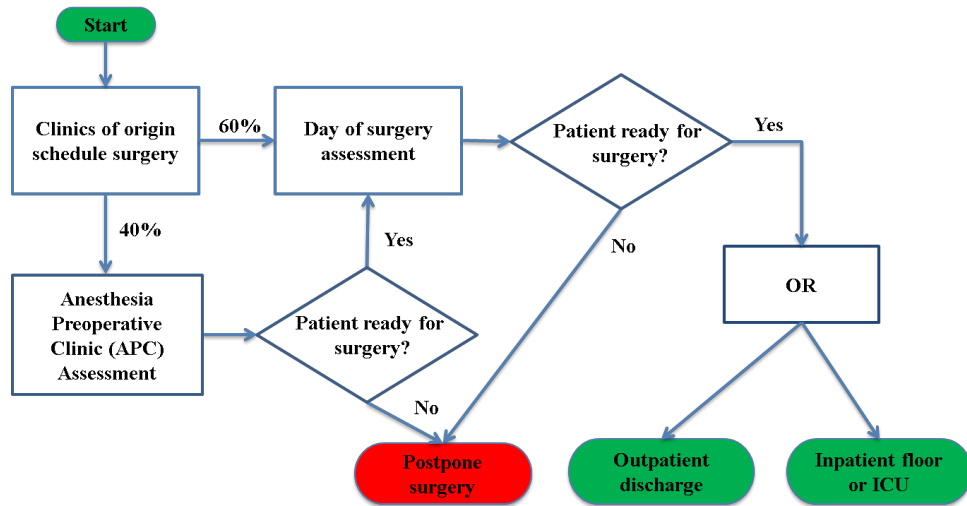 Start
Clinics of origin
schedule surgery
60%
Day of surgery
assessment
Patient ready for
surgery?
Yes
40%
Yes
No
OR
Anesthesia
Preoperative
Clinic (APC)
Assessment
Patient ready for
surgery?
No
Postpone
surgery
Outpatient
discharge
Inpatient floor
or ICU